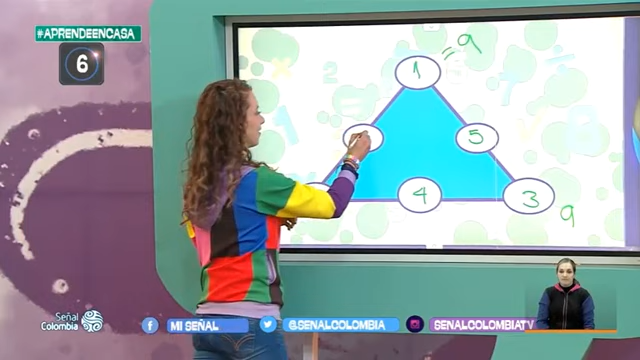 #APRENDEENCASA
6
= 9
1
5
4
3
9
Señal
Colombia
MI SEÑAL
@SENALCOLOMBIA
SENALCOLOMBIATV